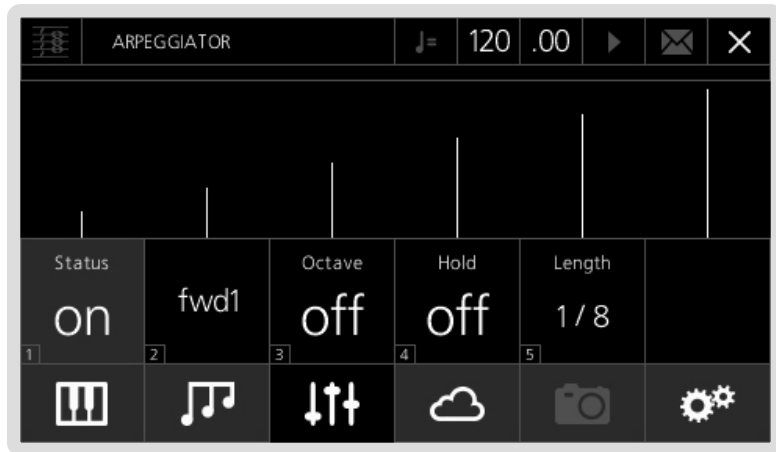 ARPEGGIATOR ♩= 120 .00
Status Octave Hold Length
on fwd1 off off 1/8
1 2 3 4 5